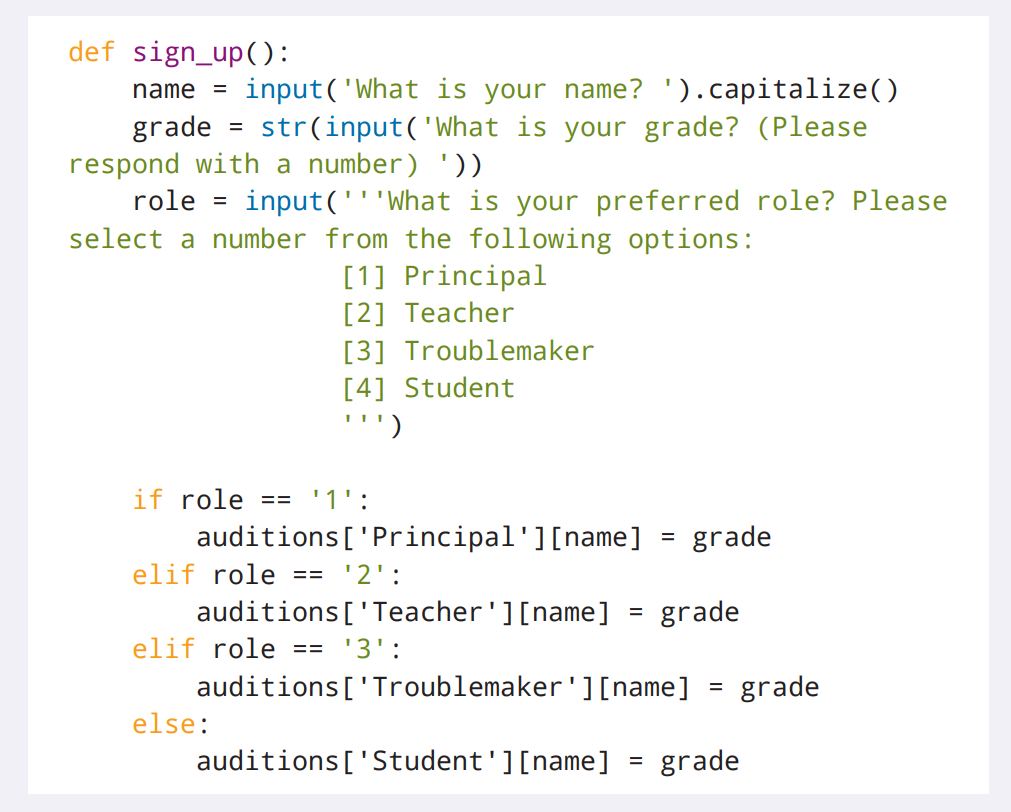 def sign_up():
    name = input('What is your name? ').capitalize()
    grade = str(input('What is your grade? (Please
respond with a number) '))
    role = input('''What is your preferred role? Please
select a number from the following options:
                 [1] Principal
                 [2] Teacher
                 [3] Troublemaker
                 [4] Student
                 ''')

    if role == '1':
        auditions['Principal'][name] = grade
    elif role == '2':
        auditions['Teacher'][name] = grade
    elif role == '3':
        auditions['Troublemaker'][name] = grade
    else:
        auditions['Student'][name] = grade